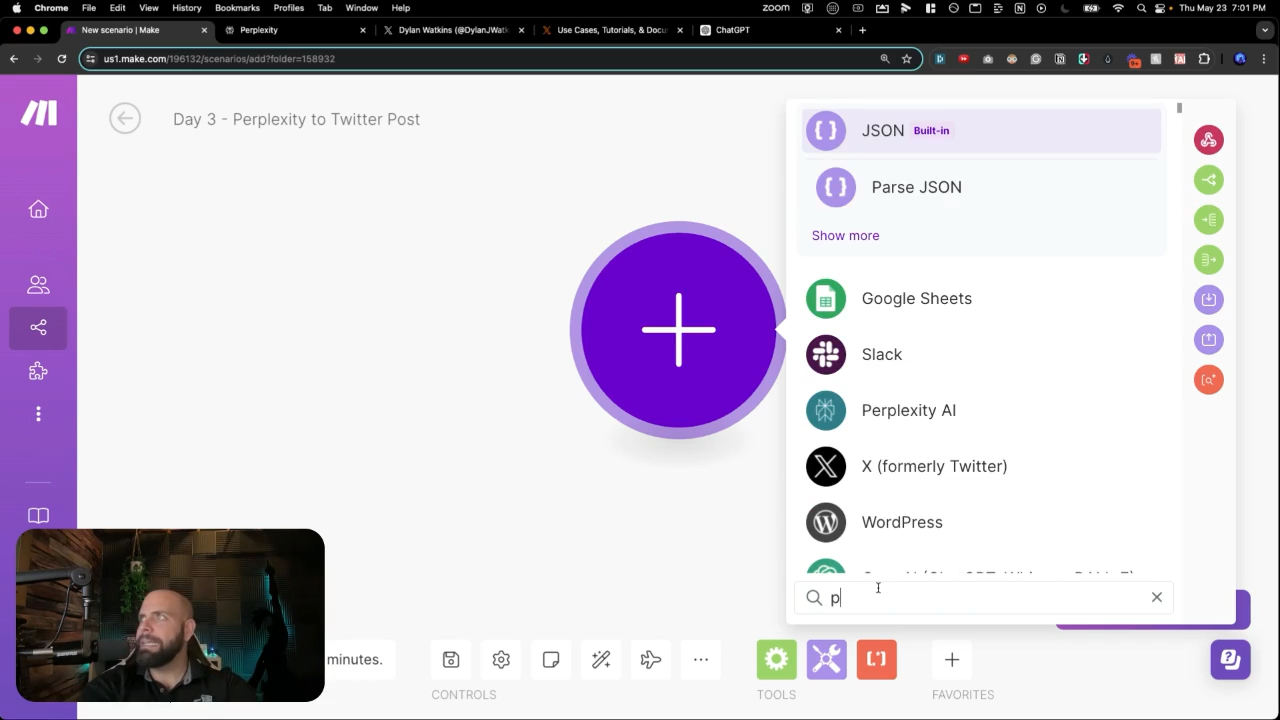 Chrome File Edit View History Bookmarks Profiles Tab Window Help zoom Thu May 23 7:01 PM
New scenario | Make Perplexity Dylan Watkins (@DylanJWatk Use Cases, Tutorials, & Docu ChatGPT
us1.make.com/196132/scenarios/add?folder=158932
Day 3 - Perplexity to Twitter Post
JSON Built-in
Parse JSON
Show more
Google Sheets
Slack
Perplexity AI
X (formerly Twitter)
WordPress
p
minutes.
CONTROLS TOOLS FAVORITES